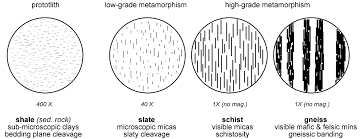 protolith
low-grade metamorphism
high-grade metamorphism
400 X
40 X
1X (no mag.)
1X (no mag.)
shale (sed. rock)
sub-microscopic clays
bedding plane cleavage
slate
microscopic micas
slaty cleavage
schist
visible micas
schistosity
gneiss
visible mafic & felsic mins
gneissic banding